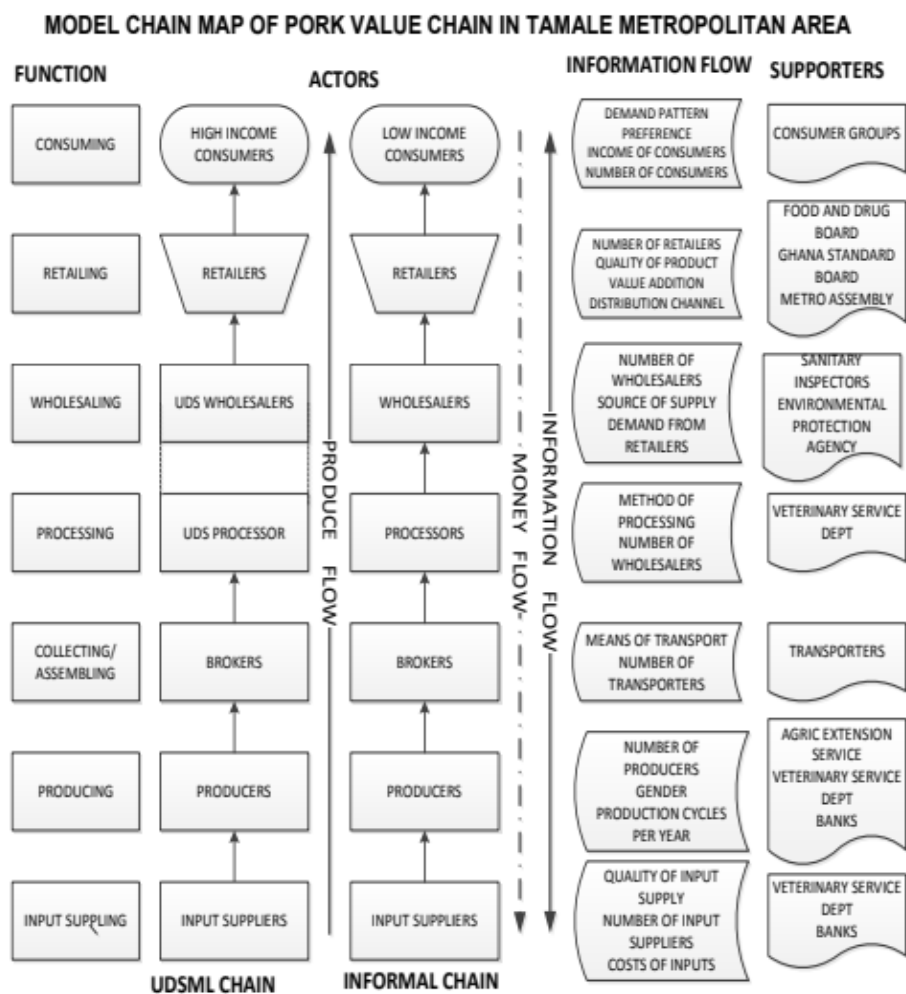 MODEL CHAIN MAP OF PORK VALUE CHAIN IN TAMALE METROPOLITAN AREA
FUNCTION
ACTORS
INFORMATION FLOW
SUPPORTERS
CONSUMING
HIGH INCOME
CONSUMERS
LOW INCOME
CONSUMERS
DEMAND PATTERN
PREFERENCE
INCOME OF CONSUMERS
NUMBER OF CONSUMERS
CONSUMER GROUPS
RETAILING
RETAILERS
RETAILERS
NUMBER OF RETAILERS
QUALITY OF PRODUCT
VALUE ADDITION
DISTRIBUTION CHANNEL
FOOD AND DRUG
BOARD
GHANA STANDARD
BOARD
METRO ASSEMBLY
WHOLESALING
UDS WHOLESALERS
WHOLESALERS
NUMBER OF
WHOLESALERS
SOURCE OF SUPPLY
DEMAND FROM
RETAILERS
SANITARY
INSPECTORS
ENVIRONMENTAL
PROTECTION
AGENCY
PRODUCE FLOW
MONEY FLOW
INFORMATION FLOW
PROCESSING
UDS PROCESSOR
PROCESSORS
METHOD OF
PROCESSING
NUMBER OF
WHOLESALERS
VETERINARY SERVICE
DEPT
COLLECTING/
ASSEMBLING
BROKERS
BROKERS
MEANS OF TRANSPORT
NUMBER OF
TRANSPORTERS
TRANSPORTERS
PRODUCING
PRODUCERS
PRODUCERS
NUMBER OF
PRODUCERS
GENDER
PRODUCTION CYCLES
PER YEAR
AGRIC EXTENSION
SERVICE
VETERINARY SERVICE
DEPT
BANKS
INPUT SUPPLING
INPUT SUPPLIERS
INPUT SUPPLIERS
QUALITY OF INPUT
SUPPLY
NUMBER OF INPUT
SUPPLIERS
COSTS OF INPUTS
VETERINARY SERVICE
DEPT
BANKS
UDSML CHAIN
INFORMAL CHAIN